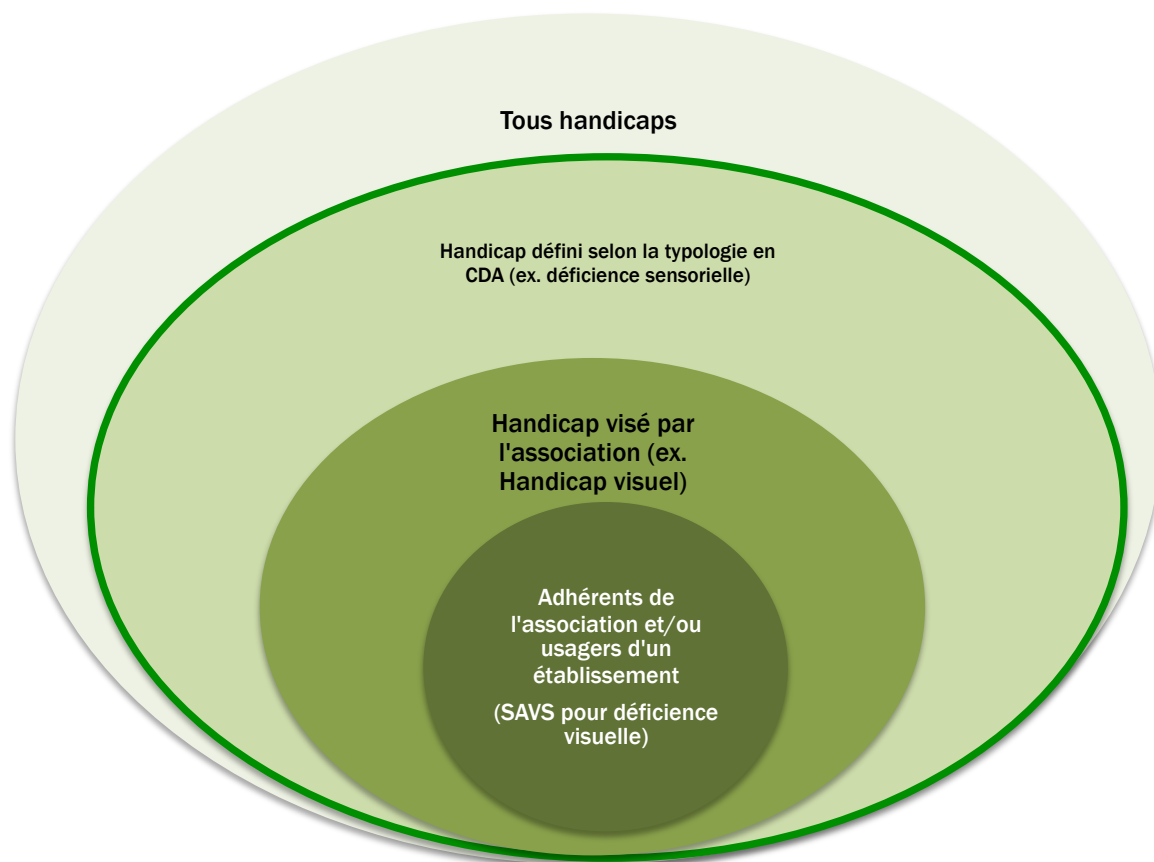 Tous handicaps
Handicap défini selon la typologie en
CDA (ex. déficience sensorielle)
Handicap visé par
l'association (ex.
Handicap visuel)
Adhérents de
l'association et/ou
usagers d'un
établissement
(SAVS pour déficience
visuelle)